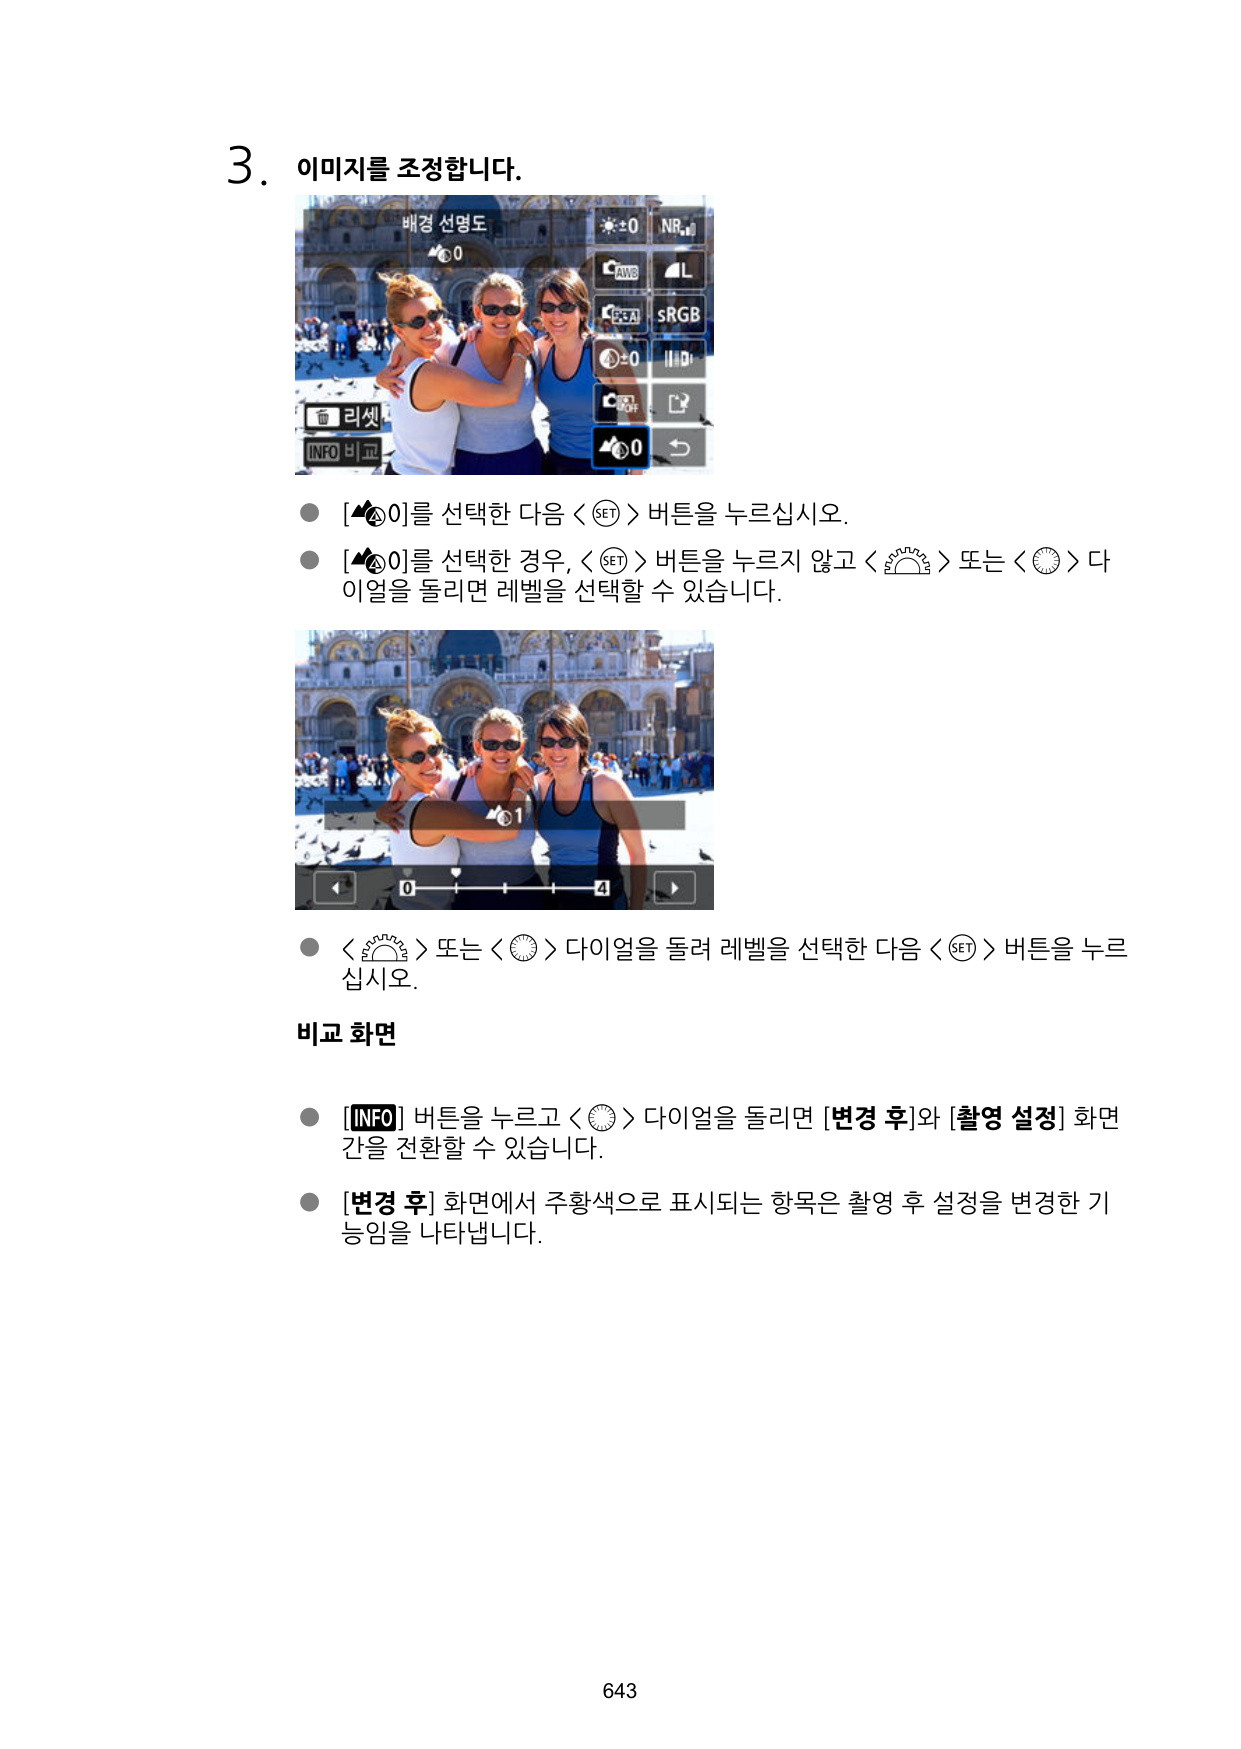 3. 이미지를 조정합니다.
배경 선명도
0
±0 NR
AWB L
A sRGB
±0 D
OFF
리셋
INFO 비교
0
● [0]를 선택한 다음 < SET > 버튼을 누르십시오.
● [0]를 선택한 경우, < SET > 버튼을 누르지 않고 < > 또는 < > 다
이얼을 돌리면 레벨을 선택할 수 있습니다.
1
0 4
● < > 또는 < > 다이얼을 돌려 레벨을 선택한 다음 < SET > 버튼을 누르
십시오.
비교 화면
● [INFO] 버튼을 누르고 < > 다이얼을 돌리면 [변경 후]와 [촬영 설정] 화면
간을 전환할 수 있습니다.
● [변경 후] 화면에서 주황색으로 표시되는 항목은 촬영 후 설정을 변경한 기
능임을 나타냅니다.
643